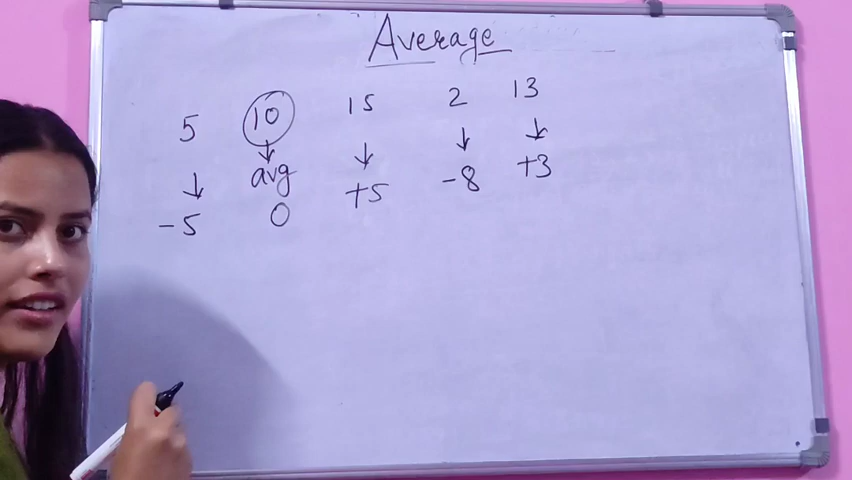 Average
5 10 15 2 13
↓ ↓ ↓ ↓ ↓
avg
-5 0 +5 -8 +3